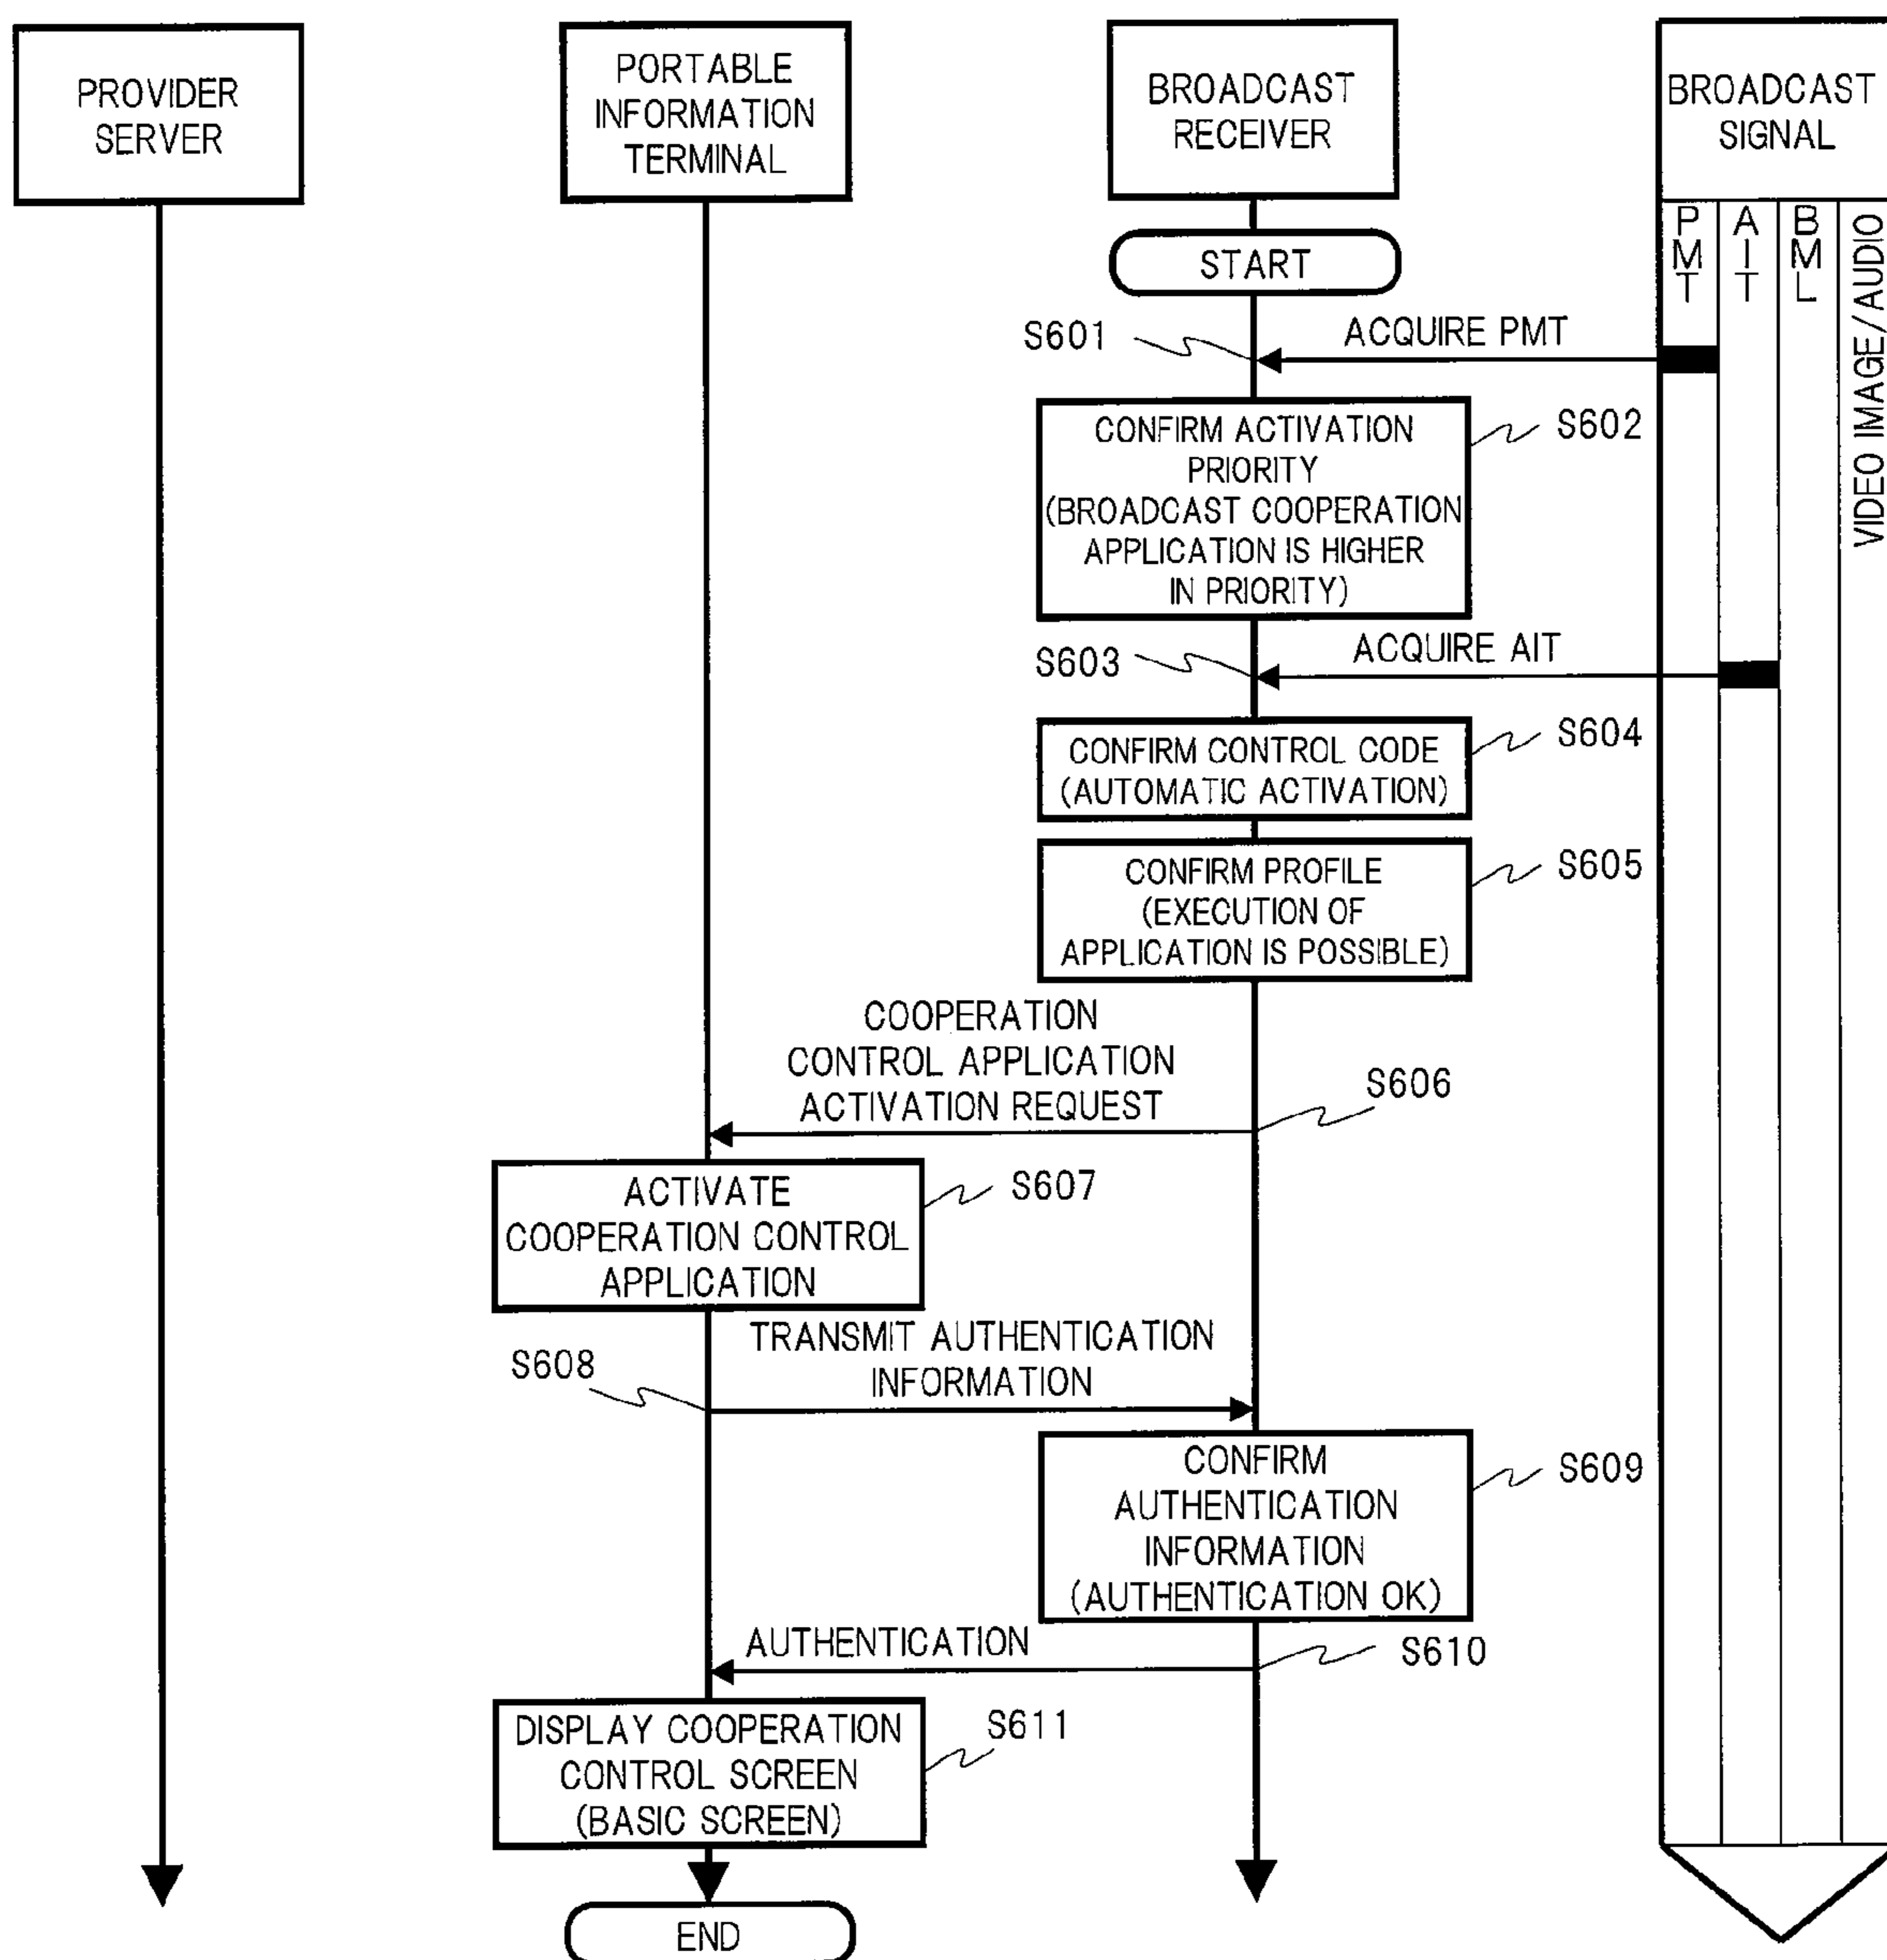 PROVIDER
SERVER
PORTABLE
INFORMATION
TERMINAL
BROADCAST
RECEIVER
BROADCAST
SIGNAL
START
PMT
AIT
BML
VIDEO IMAGE/AUDIO
S601
ACQUIRE PMT
CONFIRM ACTIVATION
PRIORITY
(BROADCAST COOPERATION
APPLICATION IS HIGHER
IN PRIORITY)
S602
S603
ACQUIRE AIT
CONFIRM CONTROL CODE
(AUTOMATIC ACTIVATION)
S604
CONFIRM PROFILE
(EXECUTION OF
APPLICATION IS POSSIBLE)
S605
COOPERATION
CONTROL APPLICATION
ACTIVATION REQUEST
S606
ACTIVATE
COOPERATION CONTROL
APPLICATION
S607
TRANSMIT AUTHENTICATION
INFORMATION
S608
CONFIRM
AUTHENTICATION
INFORMATION
(AUTHENTICATION OK)
S609
AUTHENTICATION
S610
DISPLAY COOPERATION
CONTROL SCREEN
(BASIC SCREEN)
S611
END